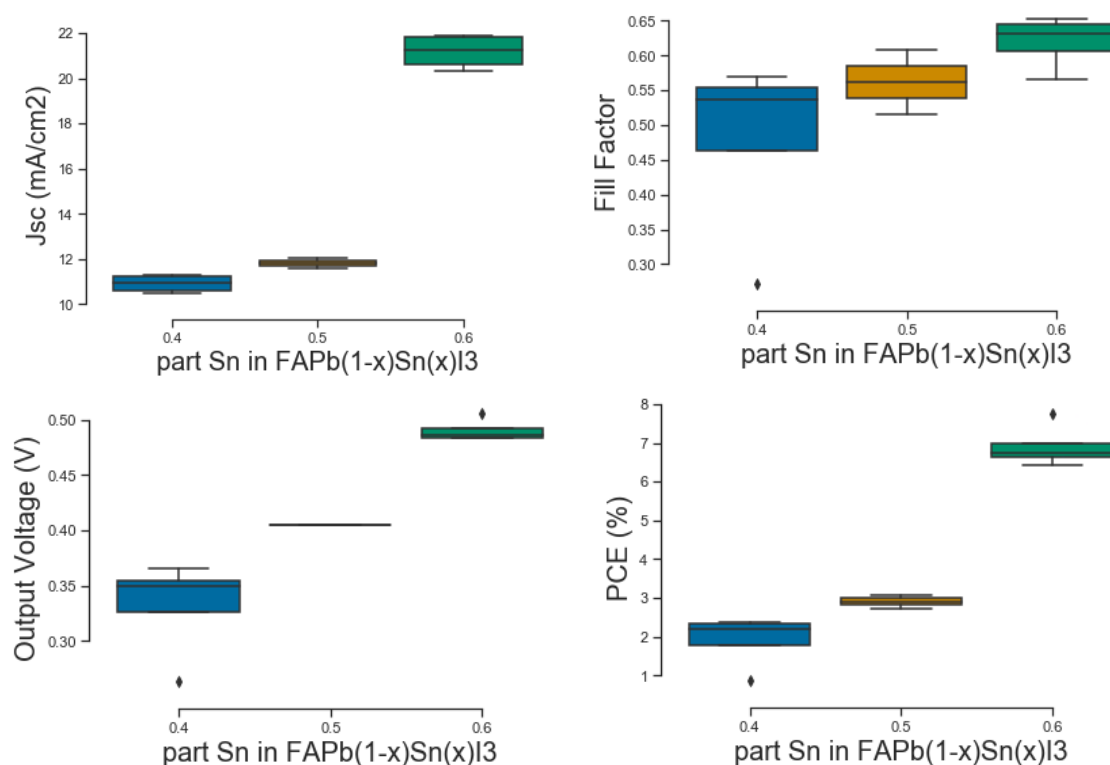 Jsc (mA/cm2)
22
20
18
16
14
12
10
0.4 0.5 0.6
part Sn in FAPb(1-x)Sn(x)I3
Fill Factor
0.65
0.60
0.55
0.50
0.45
0.40
0.35
0.30
0.4 0.5 0.6
part Sn in FAPb(1-x)Sn(x)I3
Output Voltage (V)
0.50
0.45
0.40
0.35
0.30
0.4 0.5 0.6
part Sn in FAPb(1-x)Sn(x)I3
PCE (%)
8
7
6
5
4
3
2
1
0.4 0.5 0.6
part Sn in FAPb(1-x)Sn(x)I3